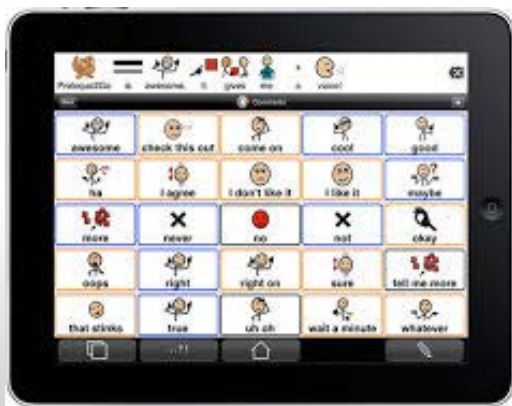 Proloquo2Go is awesome. It gives me a voice!
Comments
awesome check this out come on cool good
ha I agree I don't like it I like it maybe
more never no not okay
oops right right on sure tell me more
that stinks true uh oh wait a minute whatever
...?!